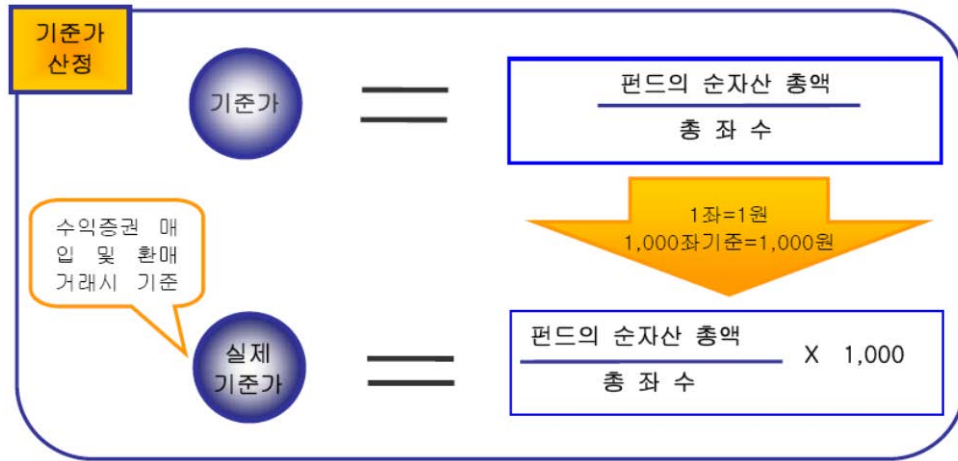 기준가
산정
기준가
펀드의 순자산 총액
총 좌 수
1좌=1원
1,000좌기준=1,000원
수익증권 매
입 및 환매
거래시 기준
실제
기준가
펀드의 순자산 총액
총 좌 수
X 1,000